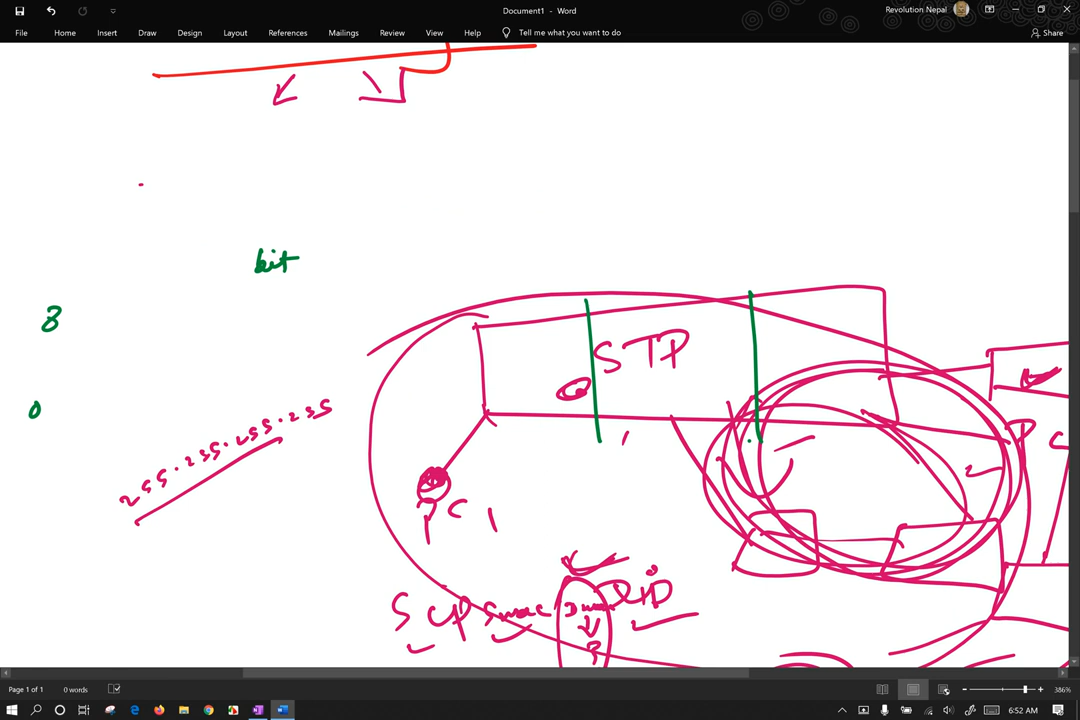 Document1 - Word
Revolution Nepal
File Home Insert Draw Design Layout References Mailings Review View Help Tell me what you want to do Share
bit
8
STP
0
255.255.255.255
P C
PC 1
Smac
Page 1 of 1 0 words 386%
6:52 AM